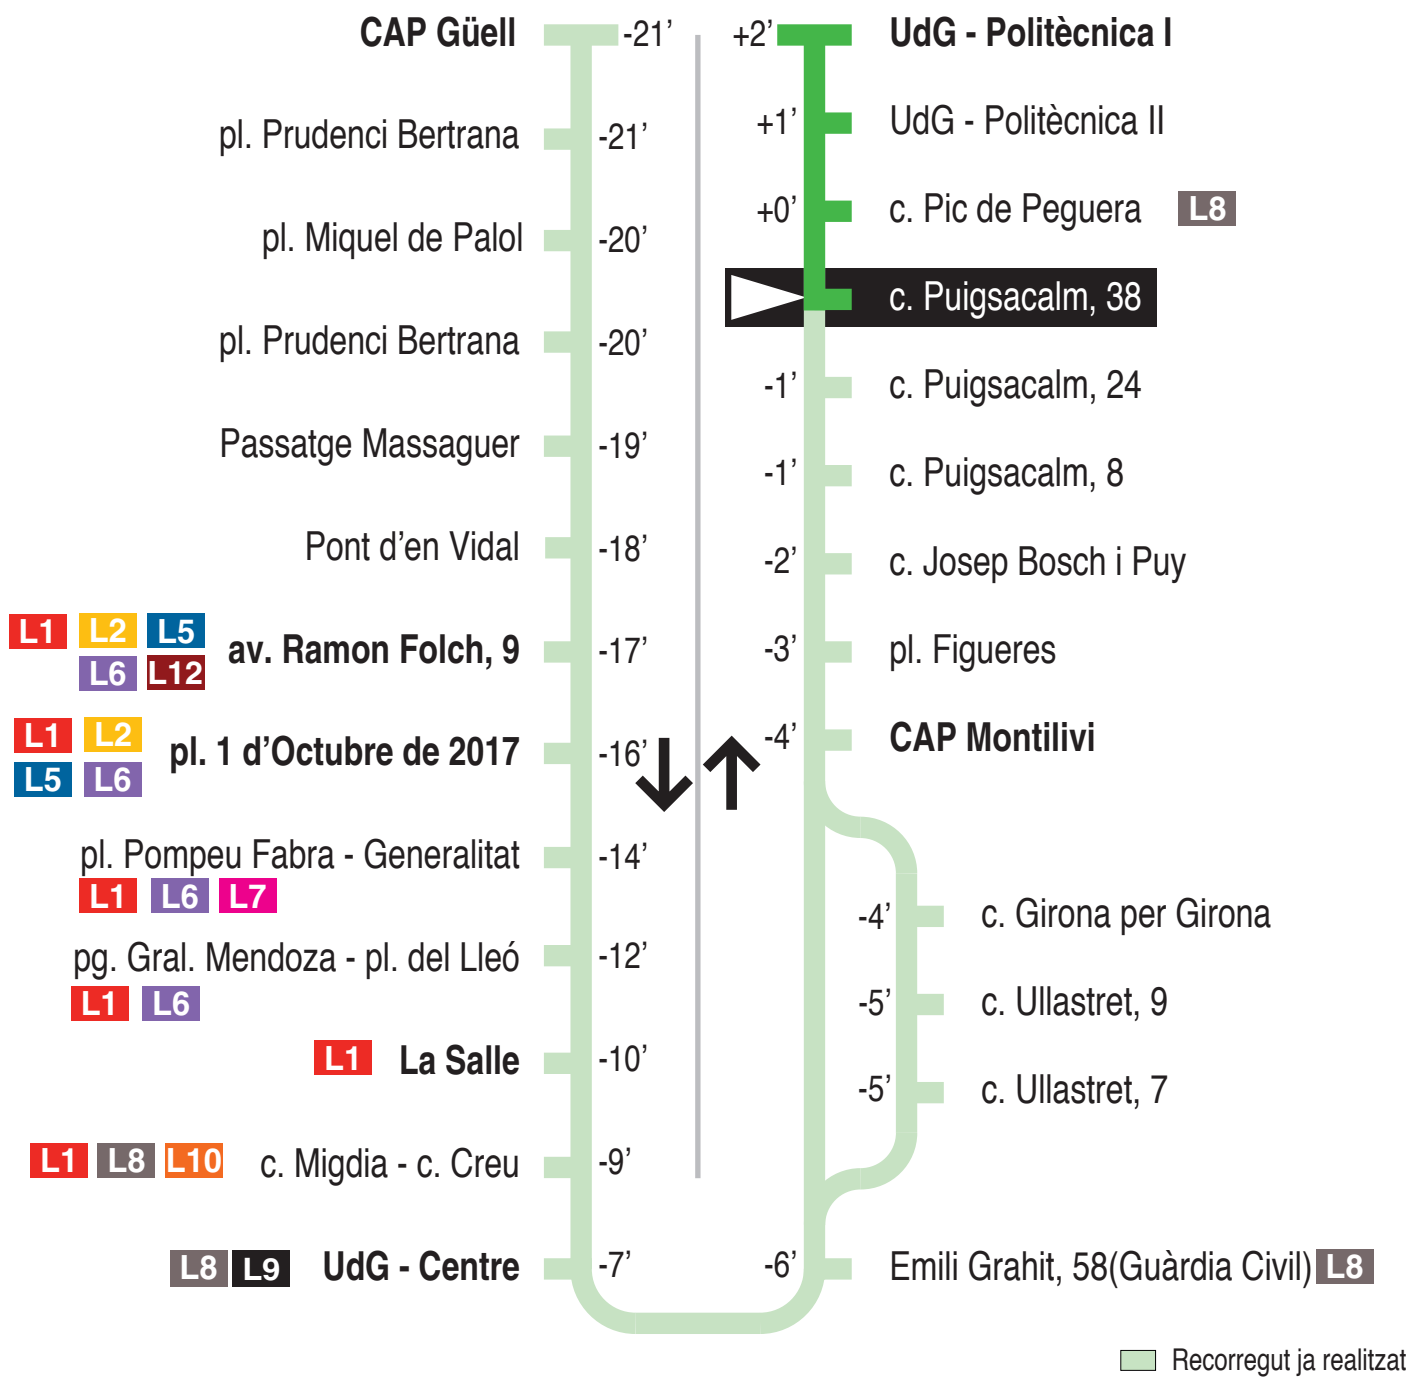 CAP Güell -21’
pl. Prudenci Bertrana -21’
pl. Miquel de Palol -20’
pl. Prudenci Bertrana -20’
Passatge Massaguer -19’
Pont d’en Vidal -18’
L1 L2 L5
av. Ramon Folch, 9 -17’
L6 L12
L1 L2
pl. 1 d’Octubre de 2017 -16’
L5 L6
pl. Pompeu Fabra - Generalitat -14’
L1 L6 L7
pg. Gral. Mendoza - pl. del Lleó -12’
L1 L6
L1 La Salle -10’
L1 L8 L10 c. Migdia - c. Creu -9’
L8 L9 UdG - Centre -7’
+2’ UdG - Politècnica I
+1’ UdG - Politècnica II
+0’ c. Pic de Peguera L8
c. Puigsacalm, 38
-1’ c. Puigsacalm, 24
-1’ c. Puigsacalm, 8
-2’ c. Josep Bosch i Puy
-3’ pl. Figueres
-4’ CAP Montilivi
-4’ c. Girona per Girona
-5’ c. Ullastret, 9
-5’ c. Ullastret, 7
-6’ Emili Grahit, 58(Guàrdia Civil) L8
Recorregut ja realitzat